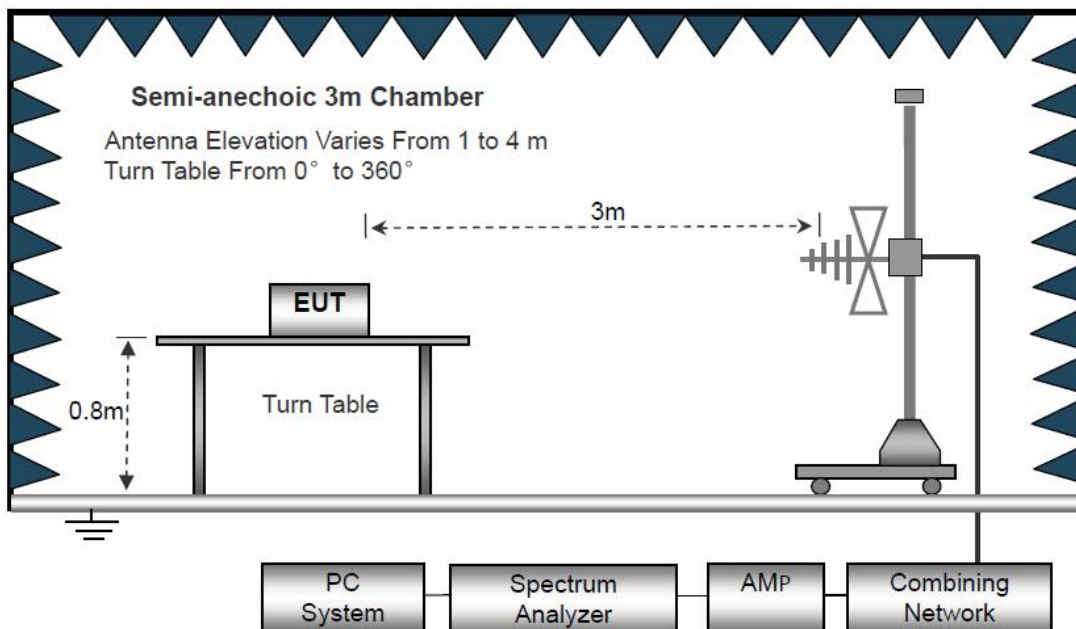 Semi-anechoic 3m Chamber
Antenna Elevation Varies From 1 to 4 m
Turn Table From 0° to 360°
3m
EUT
0.8m
Turn Table
PC
System
Spectrum
Analyzer
AMP
Combining
Network